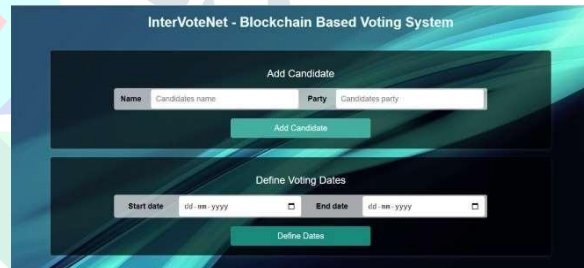 InterVoteNet - Blockchain Based Voting System
Add Candidate
Name Candidates name Party Candidates party
Add Candidate
Define Voting Dates
Start date dd-mm-yyyy End date dd-mm-yyyy
Define Dates